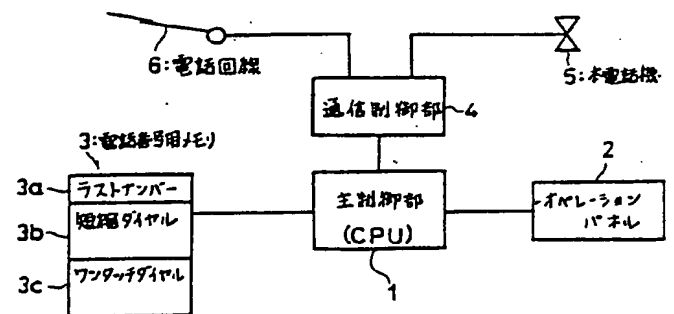 6:電話回線
5:本電話機
通信制御部
4
3:電話番号用メモリ
3a
ラストナンバー
3b
短縮ダイヤル
3c
ワンタッチダイヤル
主制御部
(CPU)
1
2
オペレーション
パネル